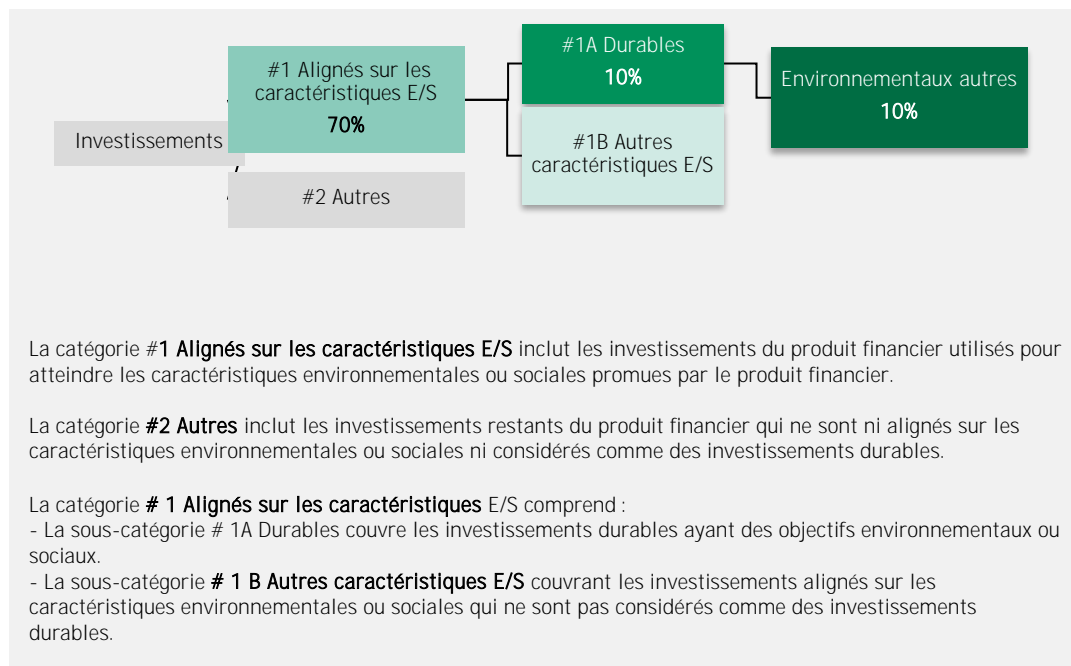 #1A Durables
10%
#1 Alignés sur les
caractéristiques E/S
70%
Environnementaux autres
10%
Investissements
#1B Autres
caractéristiques E/S
#2 Autres
La catégorie #1 Alignés sur les caractéristiques E/S inclut les investissements du produit financier utilisés pour
atteindre les caractéristiques environnementales ou sociales promues par le produit financier.
La catégorie #2 Autres inclut les investissements restants du produit financier qui ne sont ni alignés sur les
caractéristiques environnementales ou sociales ni considérés comme des investissements durables.
La catégorie # 1 Alignés sur les caractéristiques E/S comprend :
- La sous-catégorie # 1A Durables couvre les investissements durables ayant des objectifs environnementaux ou
sociaux.
- La sous-catégorie # 1 B Autres caractéristiques E/S couvrant les investissements alignés sur les
caractéristiques environnementales ou sociales qui ne sont pas considérés comme des investissements
durables.